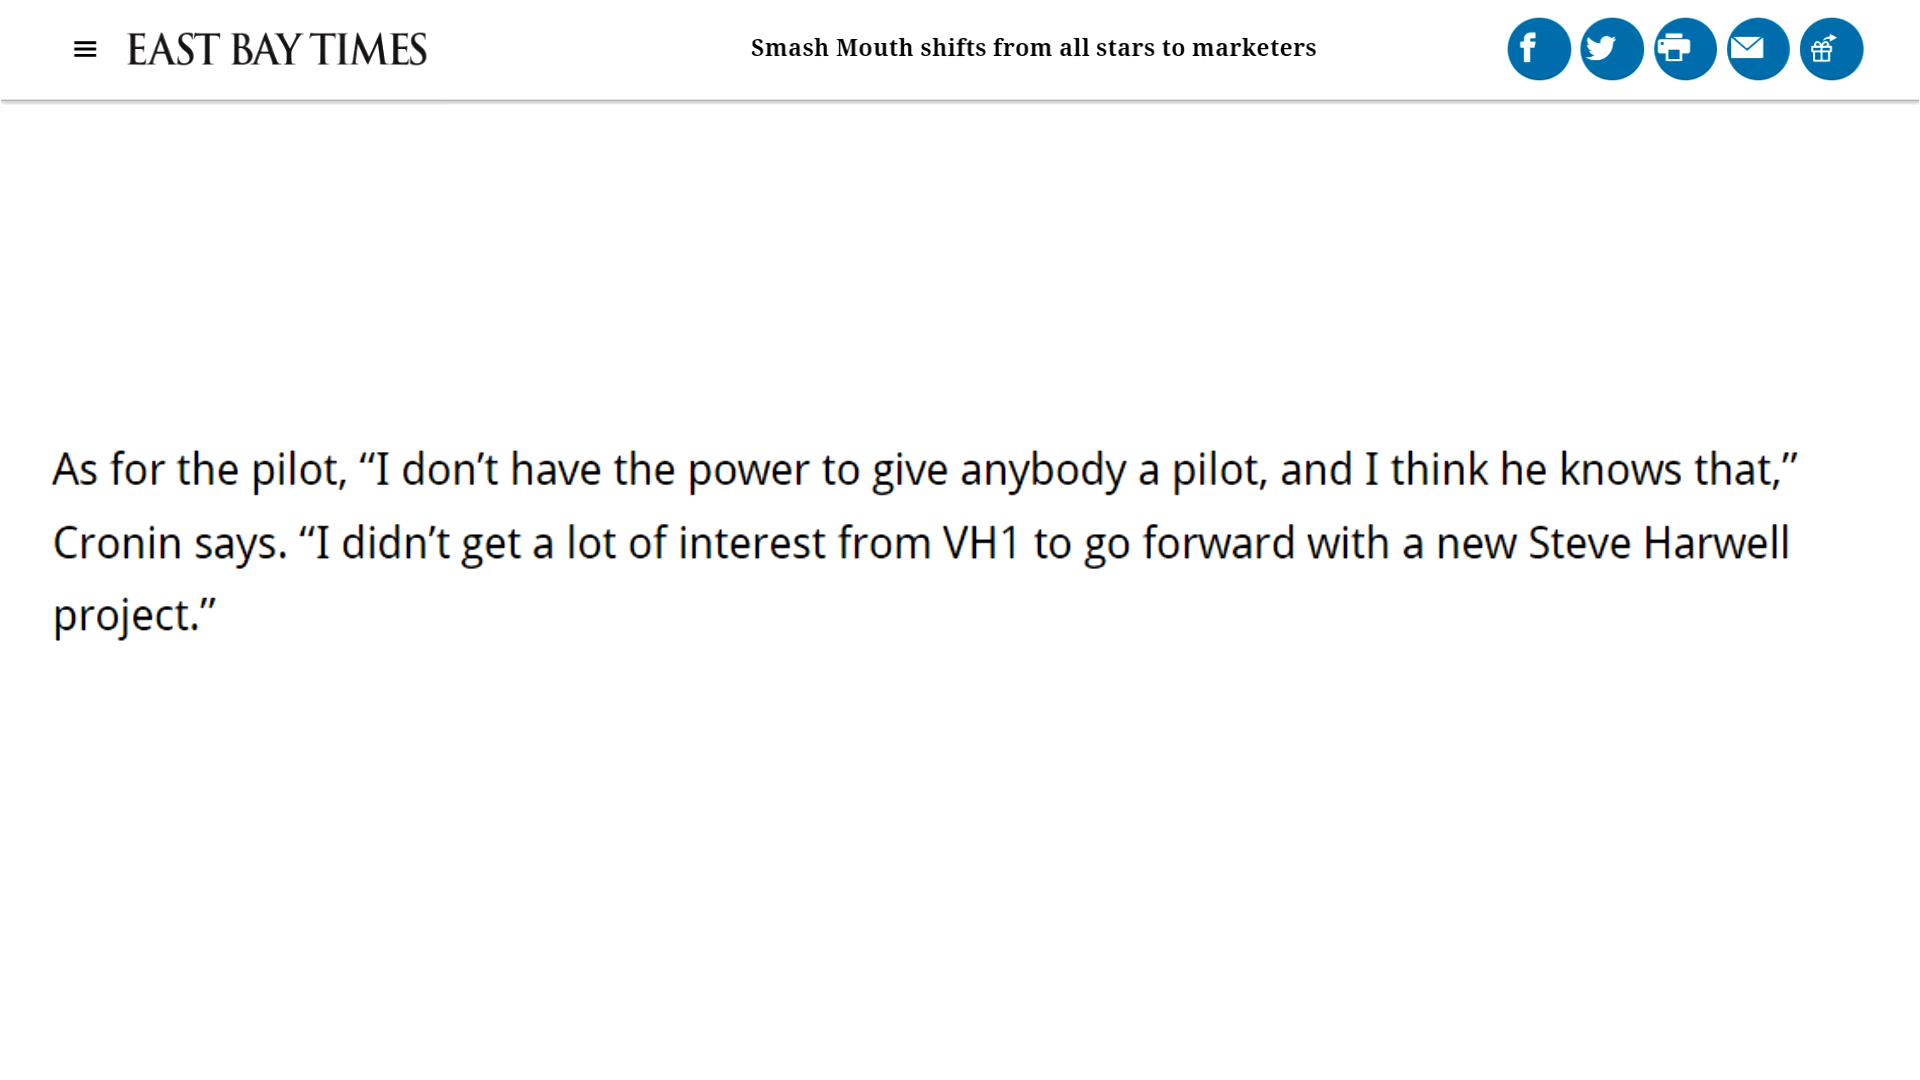 EAST BAY TIMES
Smash Mouth shifts from all stars to marketers
As for the pilot, “I don’t have the power to give anybody a pilot, and I think he knows that,”
Cronin says. “I didn’t get a lot of interest from VH1 to go forward with a new Steve Harwell
project.”